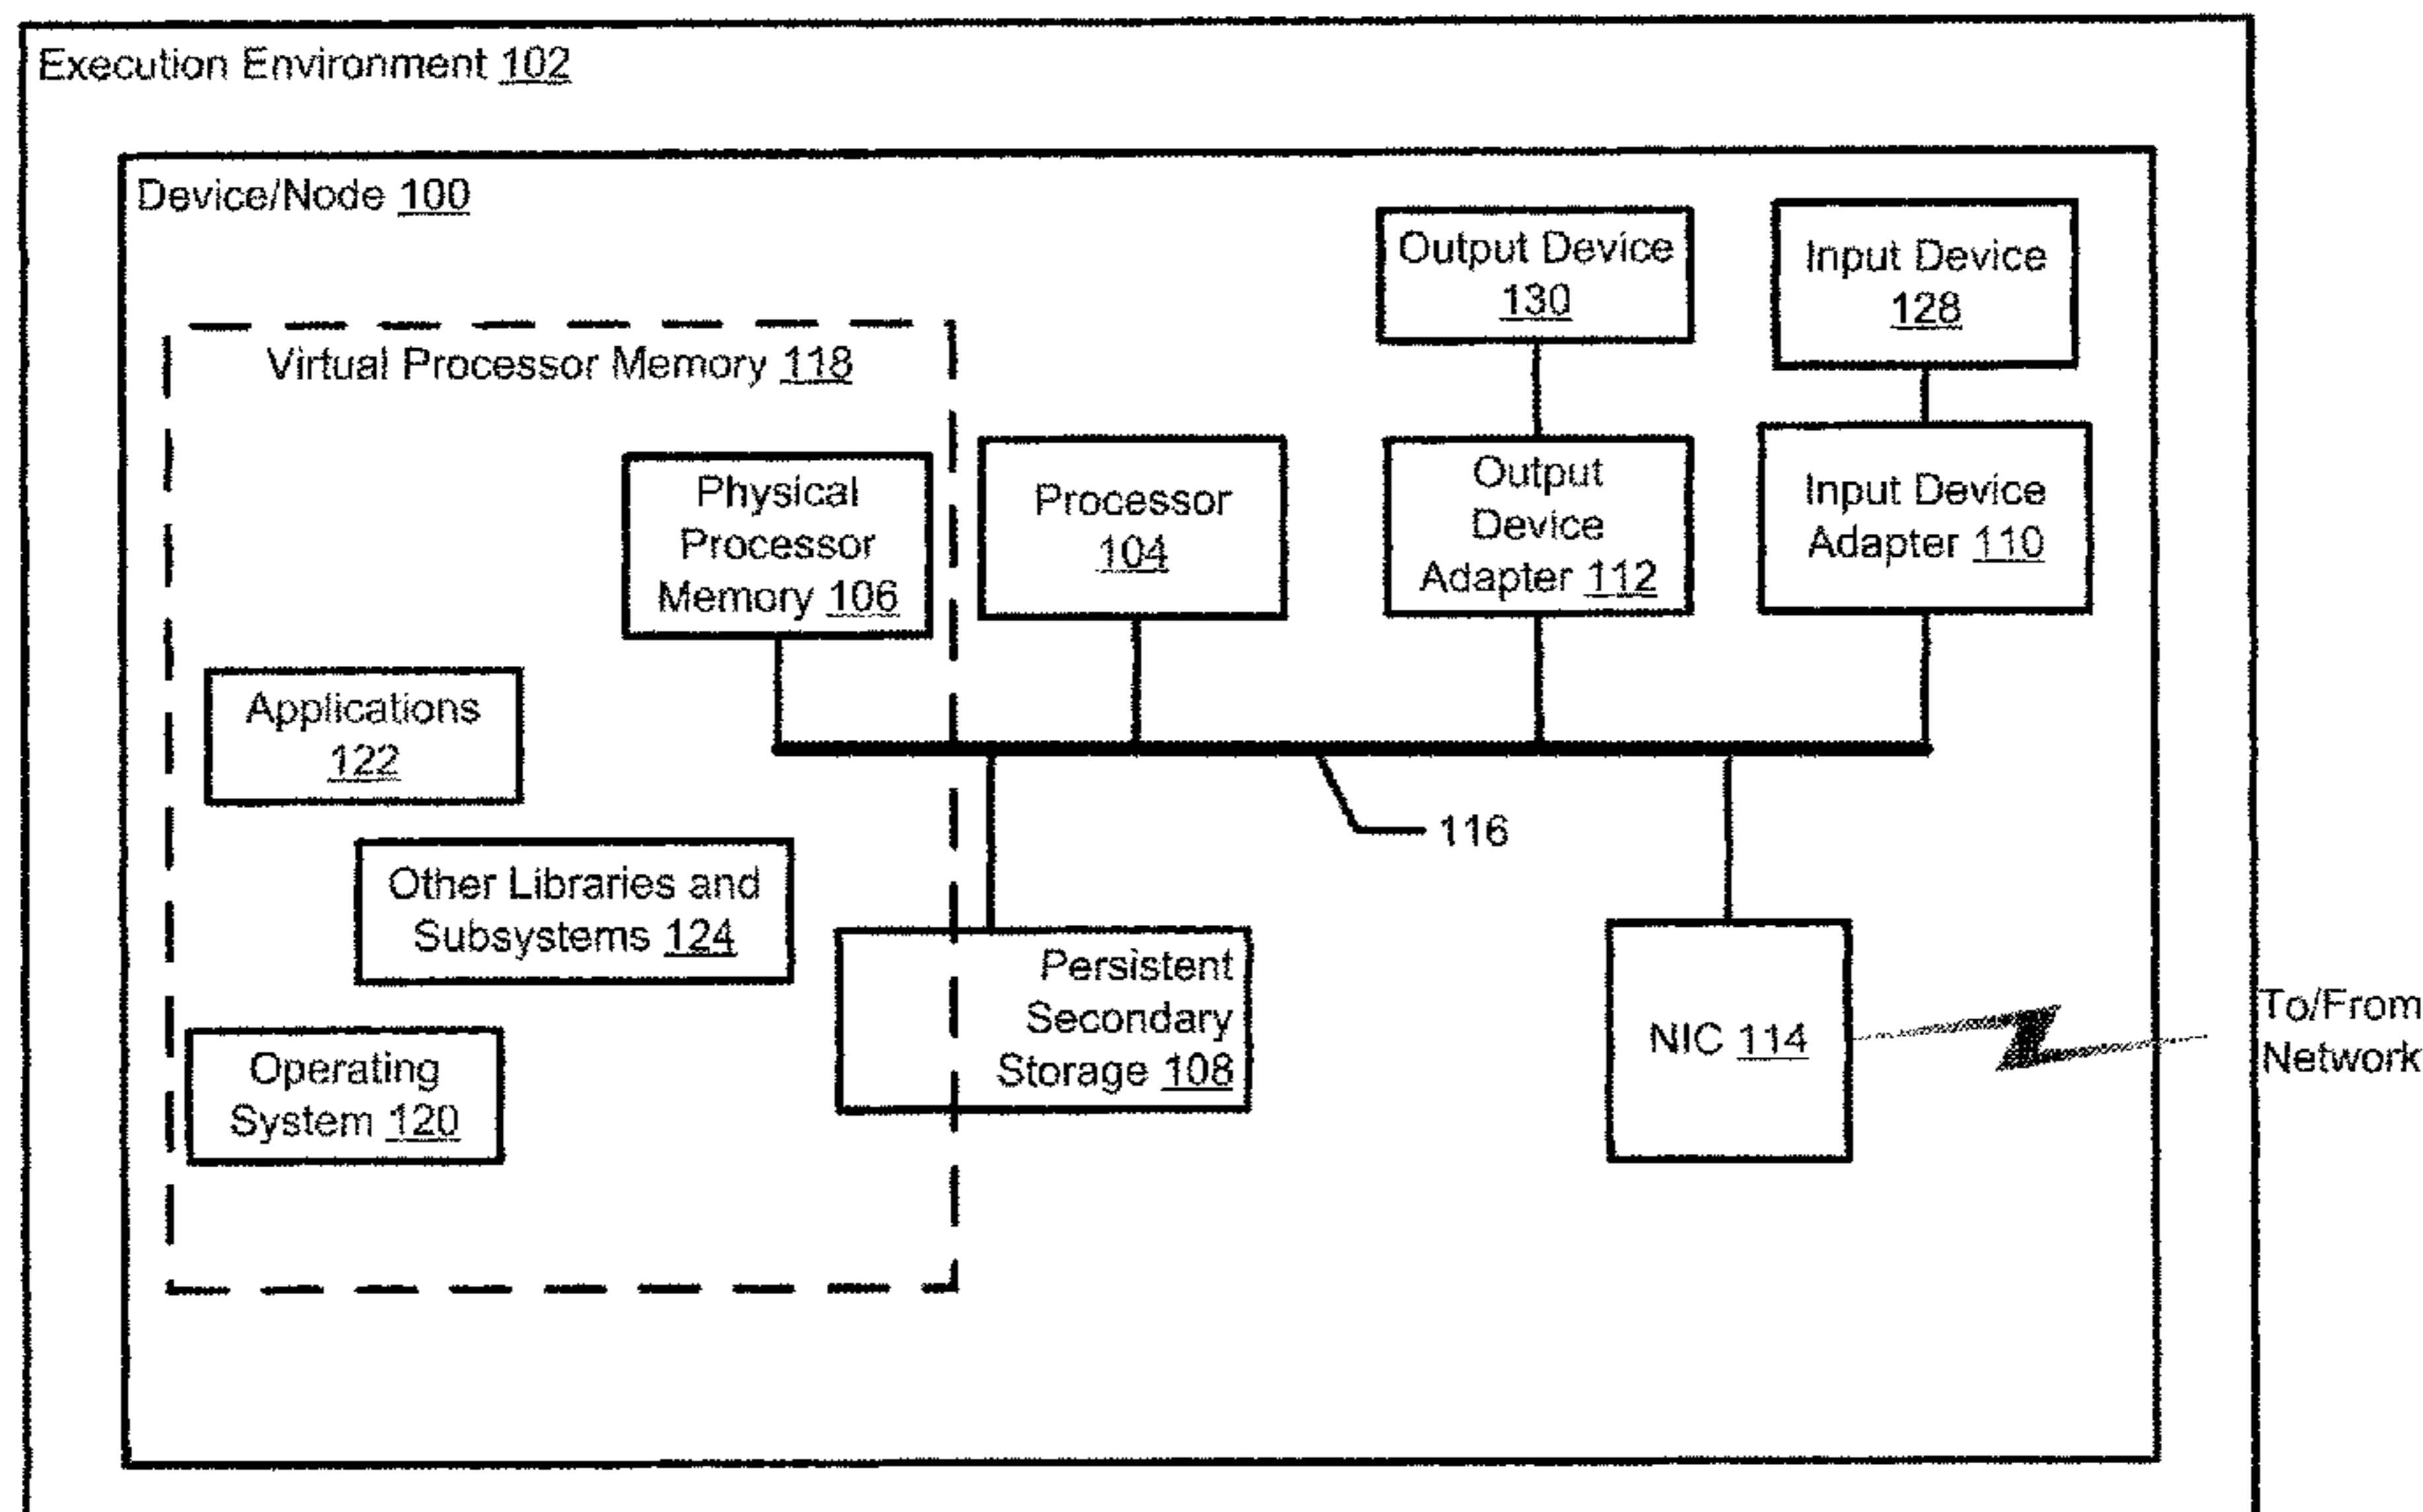 Execution Environment 102
Device/Node 100
Output Device
130
Input Device
128
Virtual Processor Memory 118
Physical
Processor
Memory 106
Processor
104
Output
Device
Adapter 112
Input Device
Adapter 110
Applications
122
116
Other Libraries and
Subsystems 124
Persistent
Secondary
Storage 108
NIC 114
To/From
Network
Operating
System 120